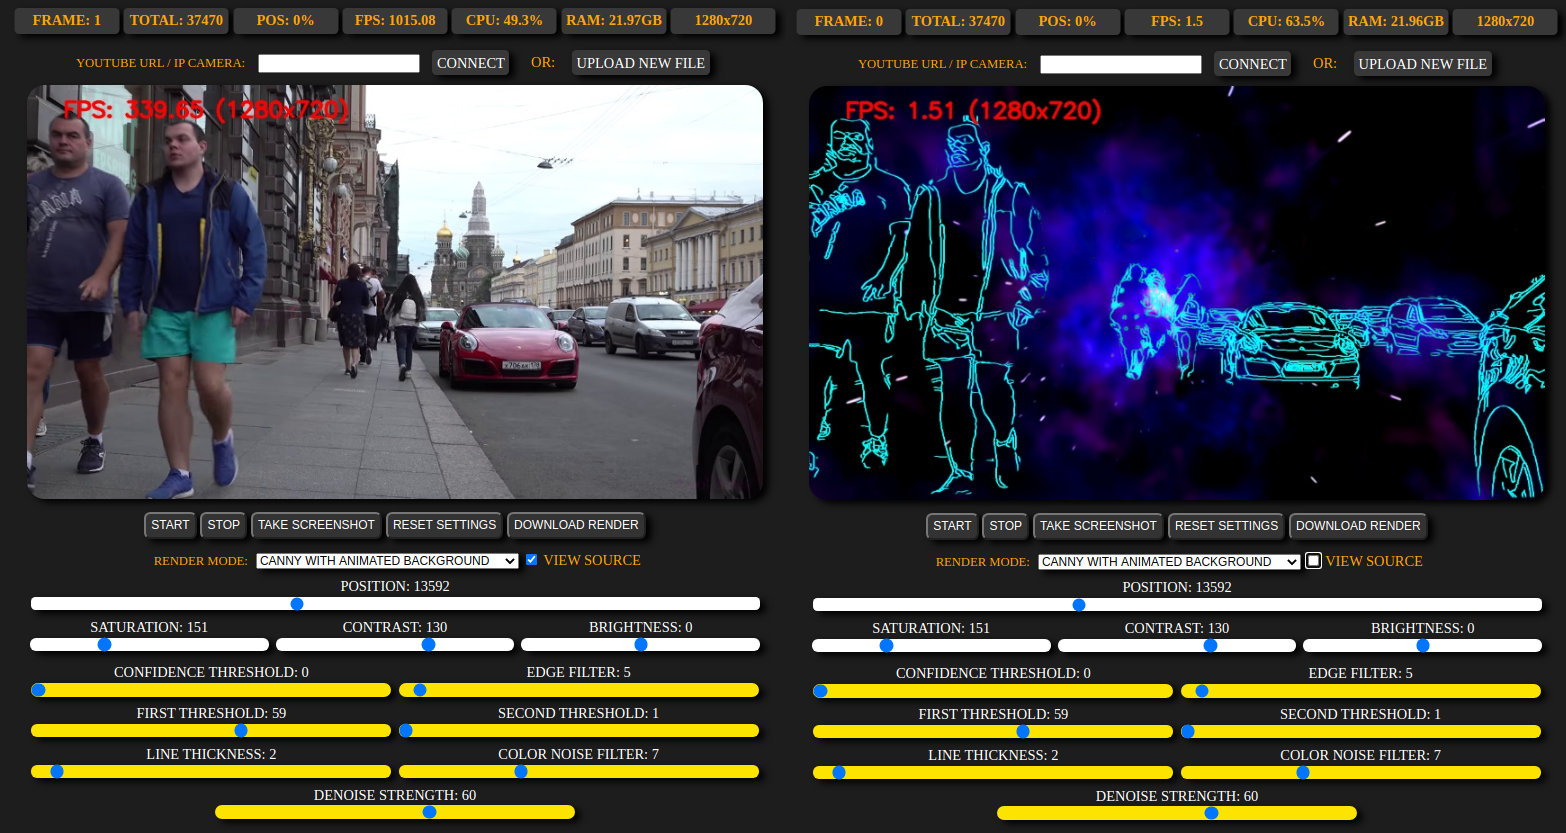 FRAME: 1 TOTAL: 37470 POS: 0% FPS: 1015.08 CPU: 49.3% RAM: 21.97GB 1280x720
YOUTUBE URL / IP CAMERA: CONNECT OR: UPLOAD NEW FILE
FPS: 339.65 (1280x720)
START STOP TAKE SCREENSHOT RESET SETTINGS DOWNLOAD RENDER
RENDER MODE: CANNY WITH ANIMATED BACKGROUND VIEW SOURCE
POSITION: 13592
SATURATION: 151 CONTRAST: 130 BRIGHTNESS: 0
CONFIDENCE THRESHOLD: 0 EDGE FILTER: 5
FIRST THRESHOLD: 59 SECOND THRESHOLD: 1
LINE THICKNESS: 2 COLOR NOISE FILTER: 7
DENOISE STRENGTH: 60
FRAME: 0 TOTAL: 37470 POS: 0% FPS: 1.5 CPU: 63.5% RAM: 21.96GB 1280x720
YOUTUBE URL / IP CAMERA: CONNECT OR: UPLOAD NEW FILE
FPS: 1.51 (1280x720)
START STOP TAKE SCREENSHOT RESET SETTINGS DOWNLOAD RENDER
RENDER MODE: CANNY WITH ANIMATED BACKGROUND VIEW SOURCE
POSITION: 13592
SATURATION: 151 CONTRAST: 130 BRIGHTNESS: 0
CONFIDENCE THRESHOLD: 0 EDGE FILTER: 5
FIRST THRESHOLD: 59 SECOND THRESHOLD: 1
LINE THICKNESS: 2 COLOR NOISE FILTER: 7
DENOISE STRENGTH: 60